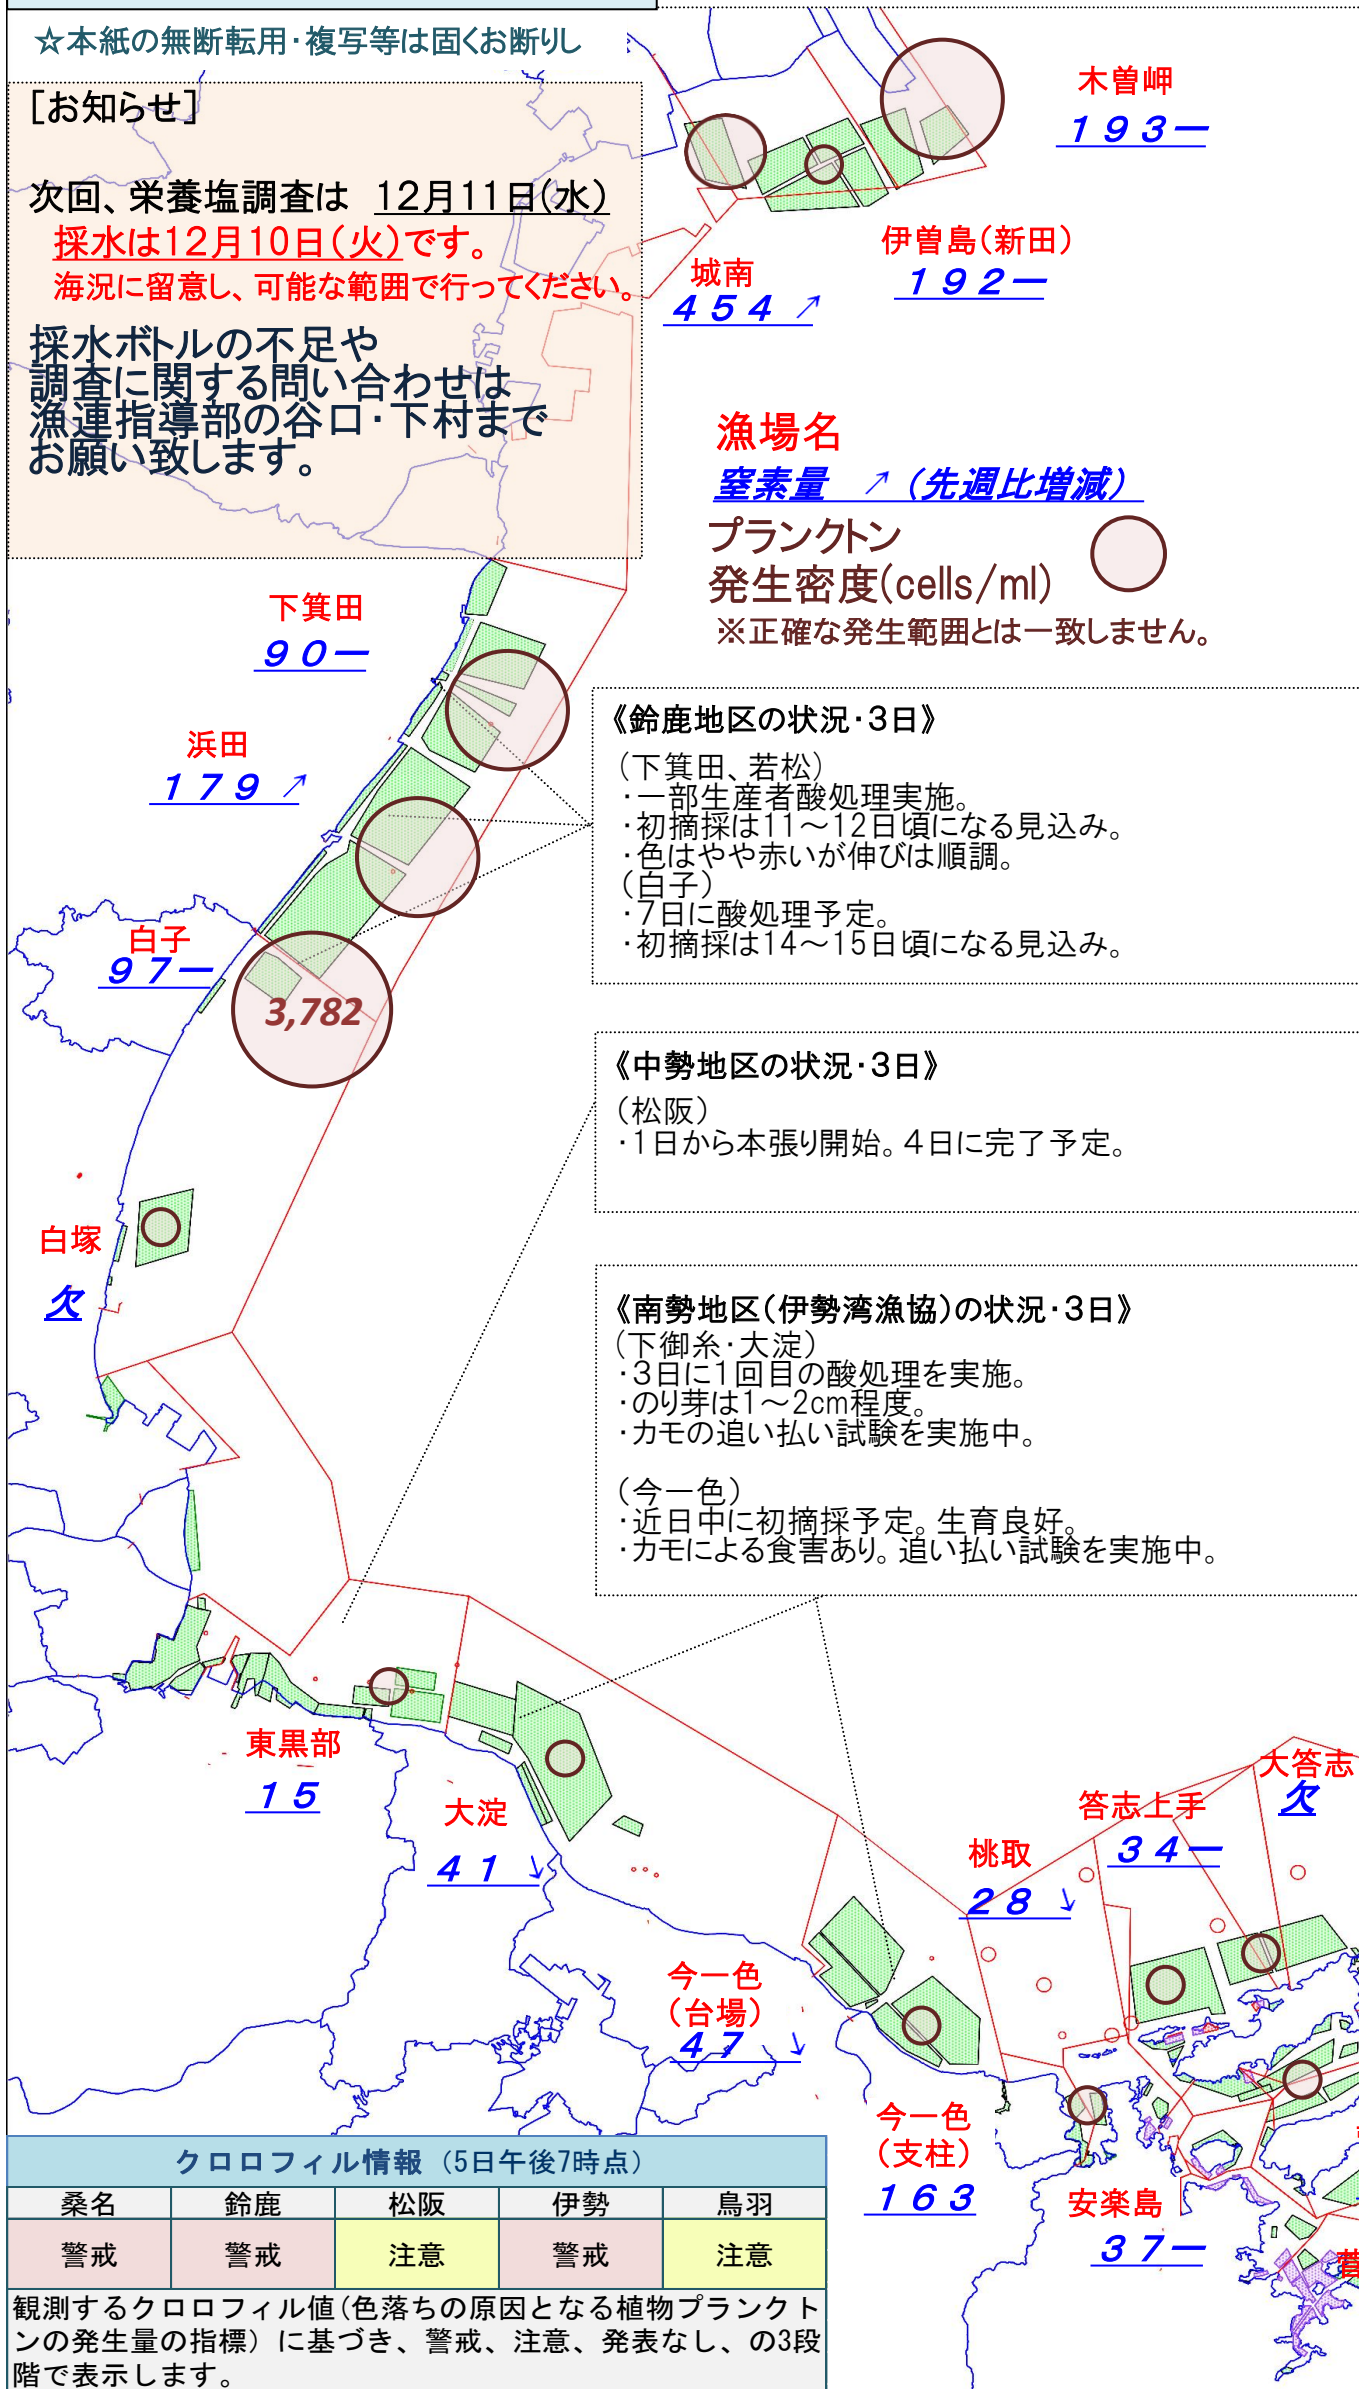 ☆本紙の無断転用・複写等は固くお断りし
[お知らせ]
次回、栄養塩調査は 12月11日(水)
採水は12月10日(火)です。
海況に留意し、可能な範囲で行ってください。
採水ボトルの不足や
調査に関する問い合わせは
漁連指導部の谷口・下村まで
お願い致します。
木曽岬
193ー
伊曽島(新田)
192ー
城南
454 ↗
漁場名
窒素量 ↗ (先週比増減)
プランクトン
発生密度(cells/ml)
※正確な発生範囲とは一致しません。
下箕田
90ー
浜田
179 ↗
白子
97ー
3,782
白塚
欠
《鈴鹿地区の状況・3日》
(下箕田、若松)
・一部生産者酸処理実施。
・初摘採は11~12日頃になる見込み。
・色はやや赤いが伸びは順調。
(白子)
・7日に酸処理予定。
・初摘採は14~15日頃になる見込み。
《中勢地区の状況・3日》
(松阪)
・1日から本張り開始。4日に完了予定。
《南勢地区(伊勢湾漁協)の状況・3日》
(下御糸・大淀)
・3日に1回目の酸処理を実施。
・のり芽は1~2cm程度。
・カモの追い払い試験を実施中。
(今一色)
・近日中に初摘採予定。生育良好。
・カモによる食害あり。追い払い試験を実施中。
東黒部
15
大淀
41 ↓
今一色
(台場)
47 ↓
今一色
(支柱)
163
桃取
28 ↓
答志上手
34ー
大答志
欠
安楽島
37ー
クロロフィル情報 (5日午後7時点)
桑名 鈴鹿 松阪 伊勢 鳥羽
警戒 警戒 注意 警戒 注意
観測するクロロフィル値(色落ちの原因となる植物プランクト
ンの発生量の指標)に基づき、警戒、注意、発表なし、の3段
階で表示します。